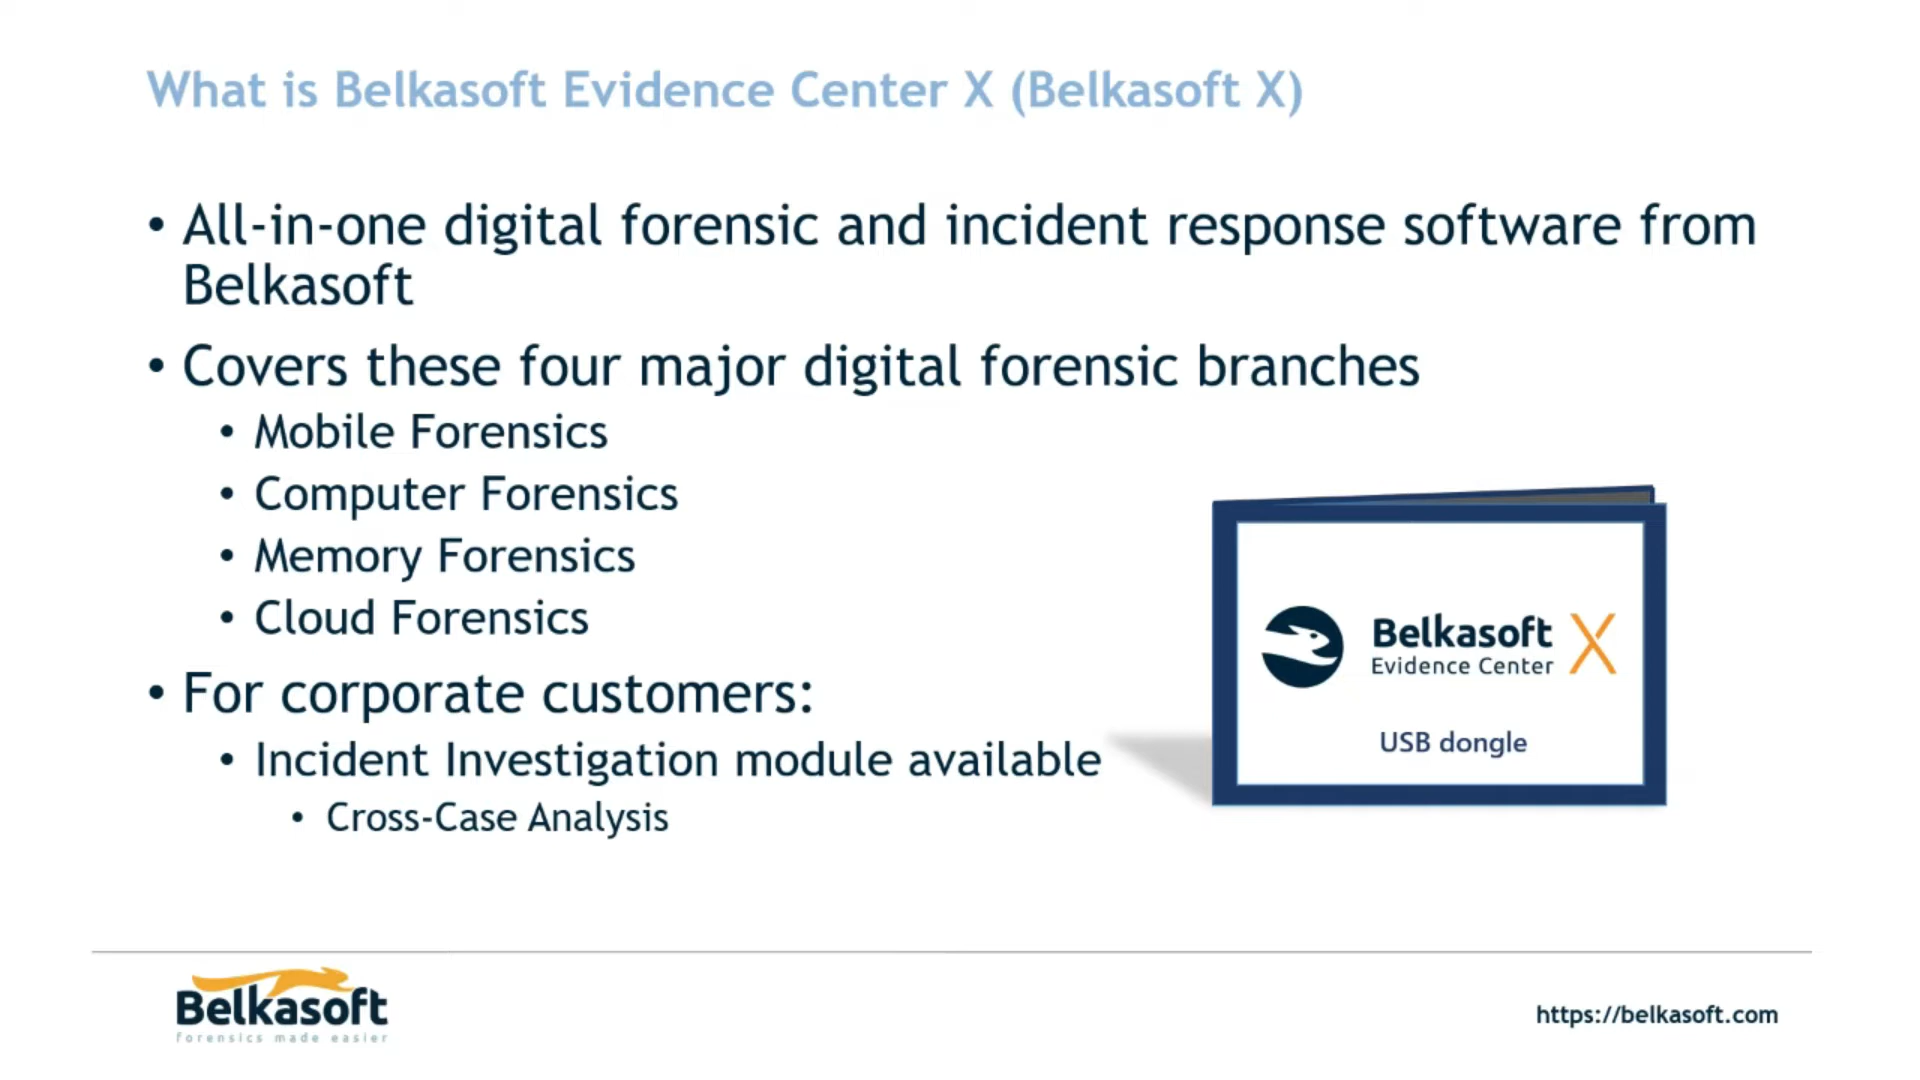 What is Belkasoft Evidence Center X (Belkasoft X)
• All-in-one digital forensic and incident response software from
Belkasoft
• Covers these four major digital forensic branches
• Mobile Forensics
• Computer Forensics
• Memory Forensics
• Cloud Forensics
• For corporate customers:
• Incident Investigation module available
• Cross-Case Analysis
Belkasoft X
Evidence Center
USB dongle
Belkasoft
forensics made easier
https://belkasoft.com